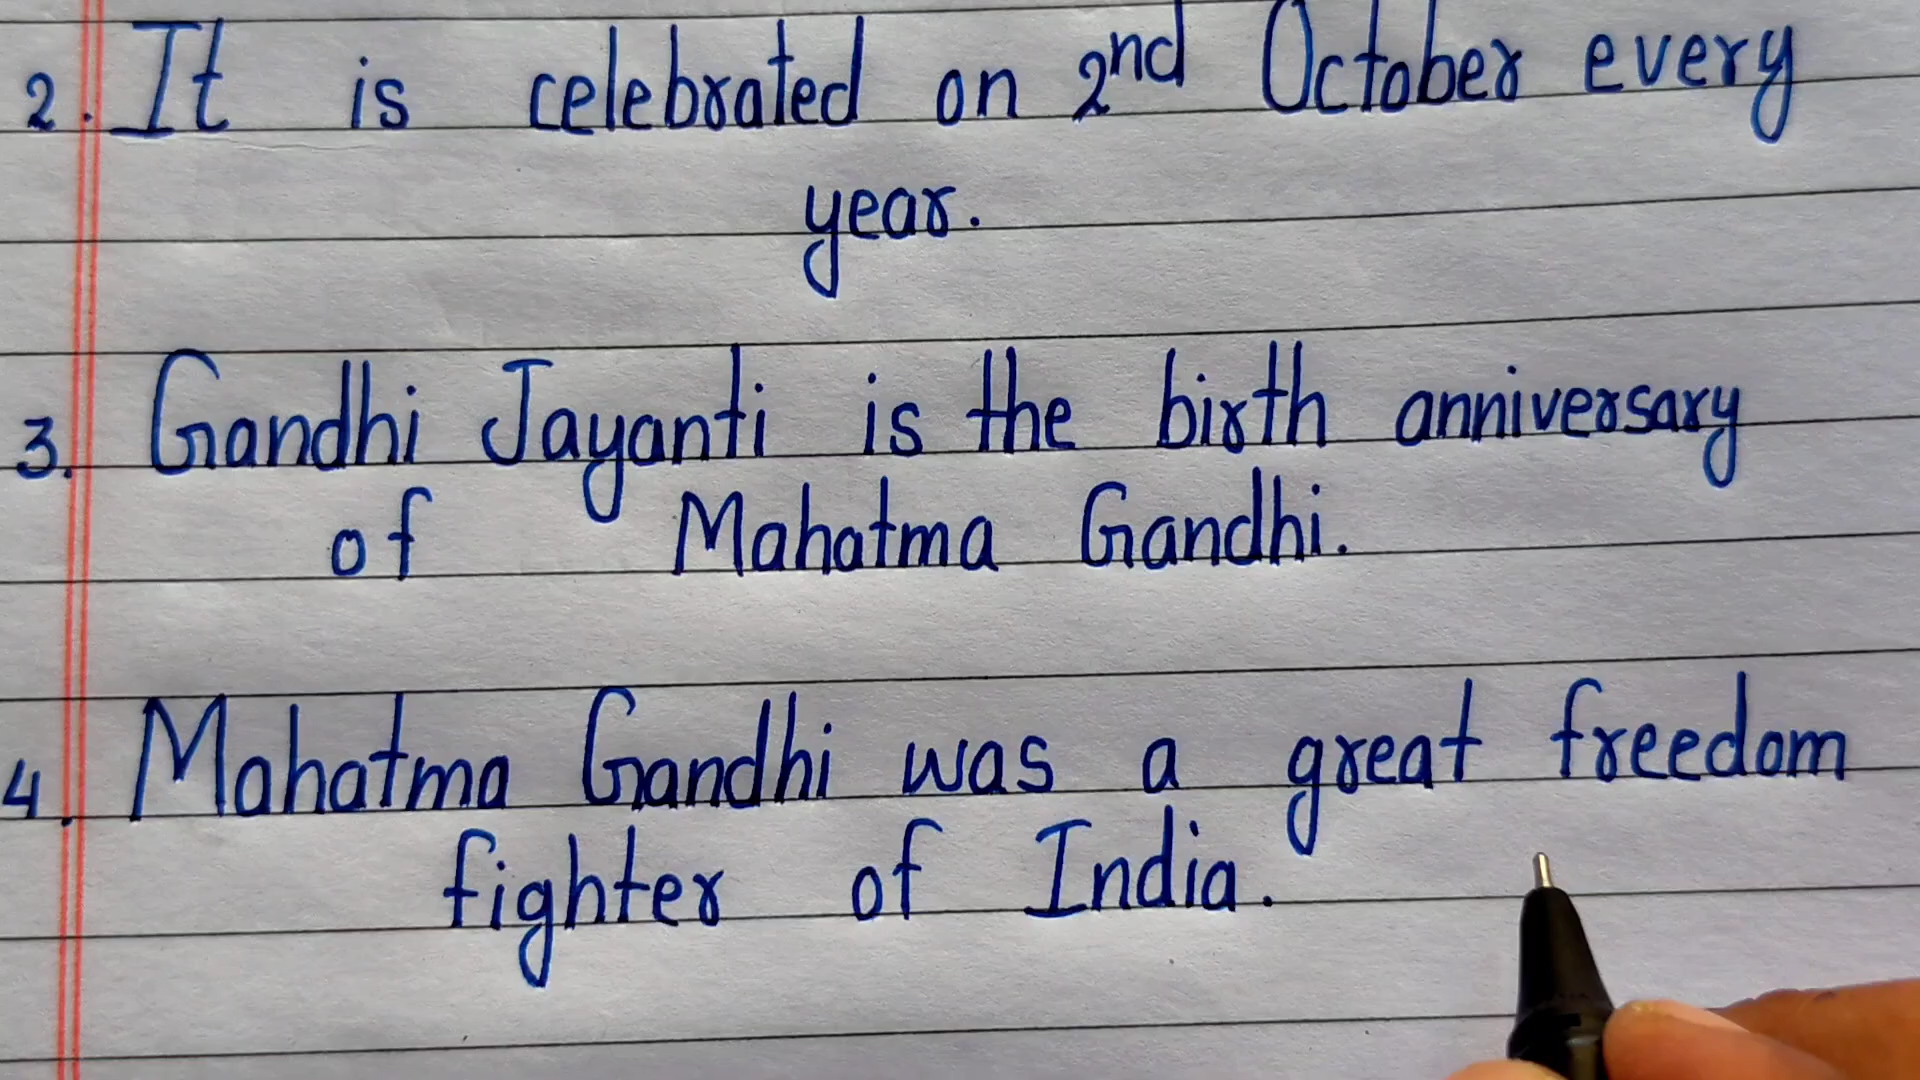 2. It is celebrated on 2nd October every
year.
3. Gandhi Jayanti is the birth anniversary
of Mahatma Gandhi.
4. Mahatma Gandhi was a great freedom
fighter of India.